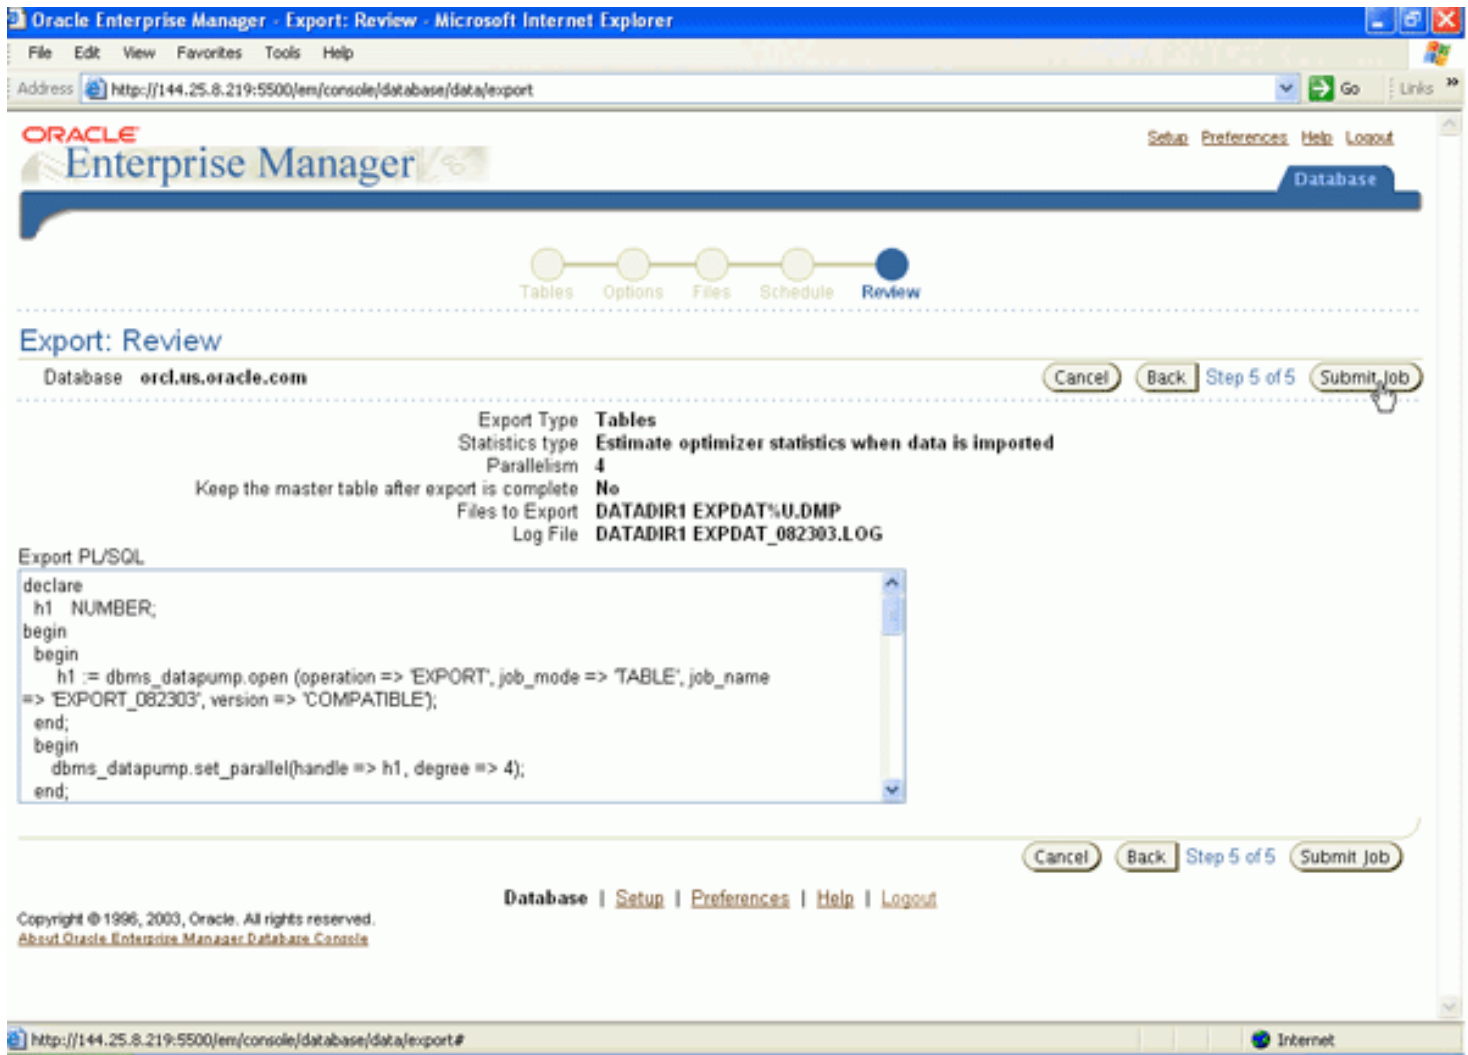 Oracle Enterprise Manager - Export: Review - Microsoft Internet Explorer
File Edit View Favorites Tools Help
Address http://144.25.8.219:5500/em/console/database/data/export Go Links »
ORACLE
Enterprise Manager
Setup Preferences Help Logout
Database
Tables Options Files Schedule Review
Export: Review
Database orcl.us.oracle.com Cancel Back Step 5 of 5 Submit Job
Export Type Tables
Statistics type Estimate optimizer statistics when data is imported
Parallelism 4
Keep the master table after export is complete No
Files to Export DATADIR1 EXPDAT%U.DMP
Log File DATADIR1 EXPDAT_082303.LOG
Export PL/SQL
declare
h1 NUMBER;
begin
begin
h1 := dbms_datapump.open (operation => 'EXPORT', job_mode => 'TABLE', job_name
=> 'EXPORT_082303', version => 'COMPATIBLE');
end;
begin
dbms_datapump.set_parallel(handle => h1, degree => 4);
end;
Cancel Back Step 5 of 5 Submit Job
Database | Setup | Preferences | Help | Logout
Copyright © 1996, 2003, Oracle. All rights reserved.
About Oracle Enterprise Manager Database Console
http://144.25.8.219:5500/em/console/database/data/export# Internet